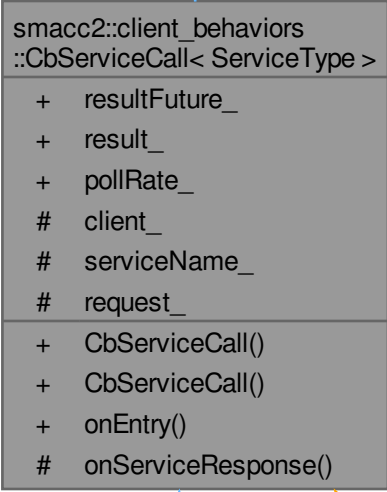 smacc2::client_behaviors
::CbServiceCall< ServiceType >
+ resultFuture_
+ result_
+ pollRate_
# client_
# serviceName_
# request_
+ CbServiceCall()
+ CbServiceCall()
+ onEntry()
# onServiceResponse()